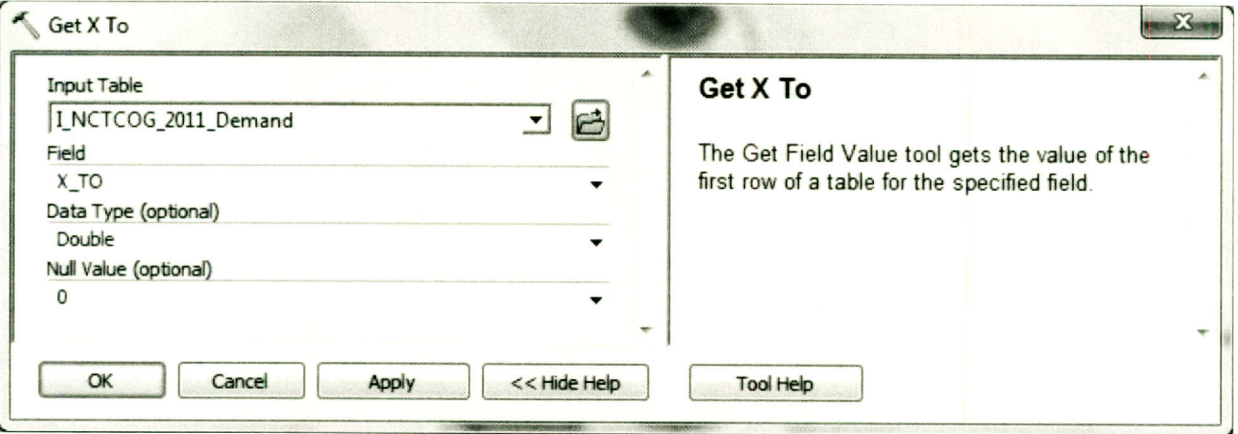 Get X To
Input Table
I_NCTCOG_2011_Demand
Field
X_TO
Data Type (optional)
Double
Null Value (optional)
0
OK
Cancel
Apply
<< Hide Help
Get X To
The Get Field Value tool gets the value of the
first row of a table for the specified field.
Tool Help